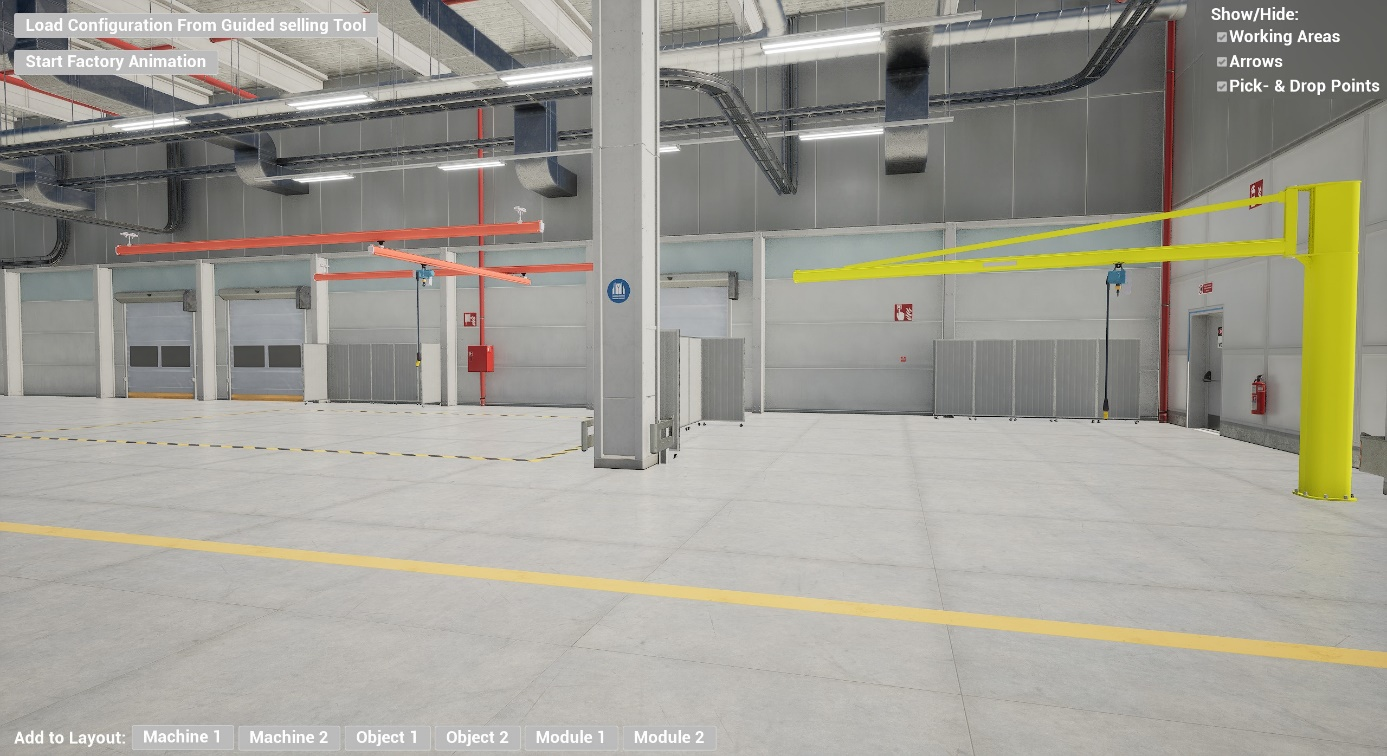 Load Configuration From Guided selling Tool
Start Factory Animation
Show/Hide:
Working Areas
Arrows
Pick- & Drop Points
Add to Layout: Machine 1 Machine 2 Object 1 Object 2 Module 1 Module 2